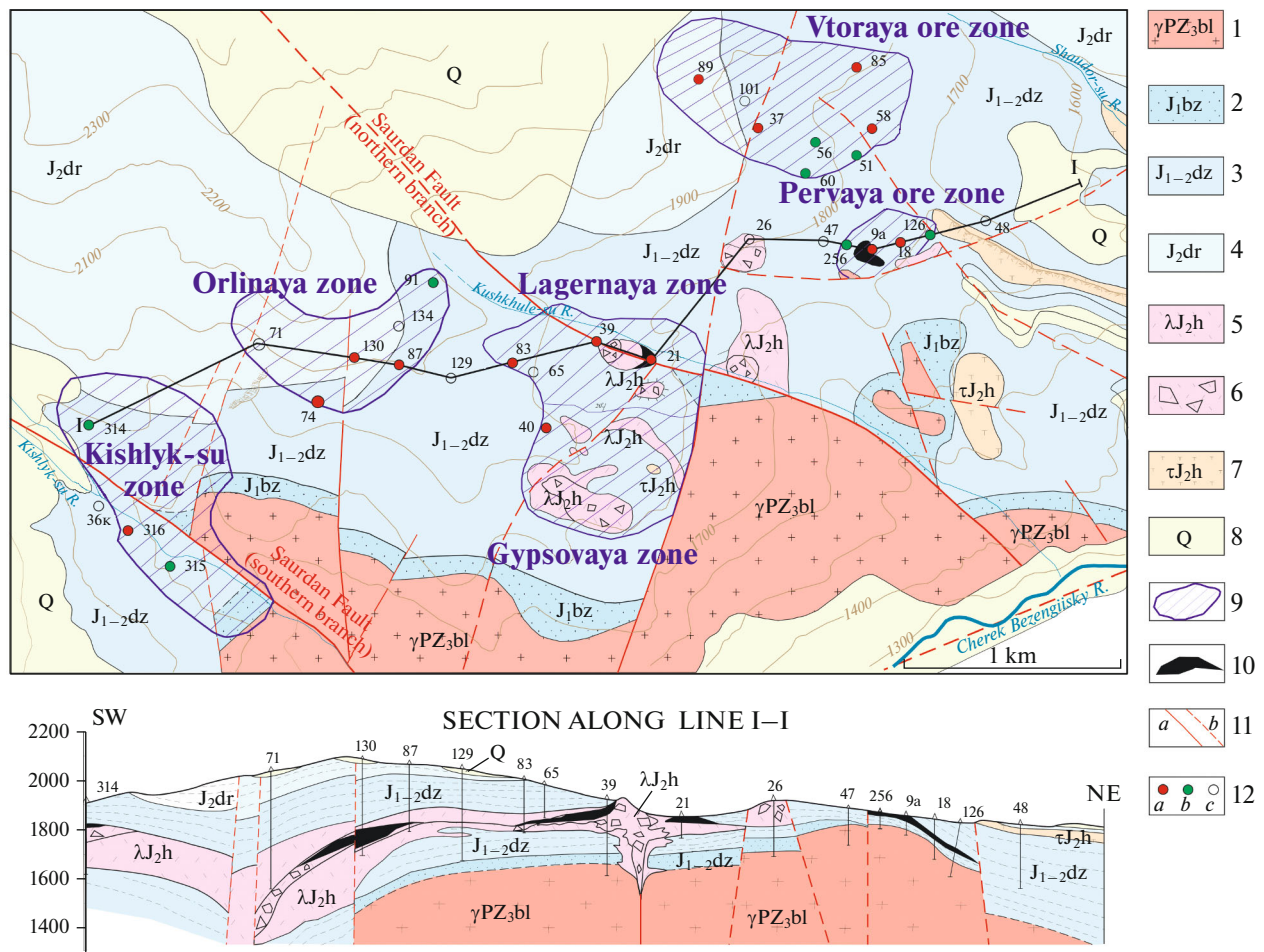 Vtoraya ore zone
J₂dr
Shaudor-su R.
γPZ₃bl
1
89
85
1700
1600
Q
101
J₁₋₂dz
J₁bz
2
2300
Saurdan Fault
(northern branch)
J₂dr
37
58
56
51
60
J₂dr
2200
1900
Pervaya ore zone
I
J₁₋₂dz
3
1800
26
47
126
48
2100
J₁₋₂dz
256
9a
18
Q
J₂dr
4
Orlinaya zone
91
Lagernaya zone
Kushkhule-su R.
134
λJ₂h
5
71
39
130
87
83
21
65
129
λJ₂h
λJ₂h
J₁bz
τJ₂h
6
74
I
314
40
λJ₂h
J₁₋₂dz
J₁₋₂dz
J₁₋₂dz
Kishlyk-su
zone
Kishlyk-su R.
J₁bz
λJ₂h
τJ₂h
τJ₂h
7
36к
316
γPZ₃bl
γPZ₃bl
1700
Q
8
Gypsovaya zone
315
Saurdan Fault
(southern branch)
Q
J₁₋₂dz
J₁bz
1400
γPZ₃bl
1300
Cherek Bezengiisky R.
9
1 km
10
SW
SECTION ALONG LINE I–I
NE
a
b
11
a
b
c
12
2200
2000
1800
1600
1400
314
71
130
87
129
Q
83
65
39
λJ₂h
21
26
47
256
9a
18
126
48
J₂dr
J₁₋₂dz
τJ₂h
λJ₂h
J₁₋₂dz
J₁₋₂dz
J₁₋₂dz
λJ₂h
γPZ₃bl
γPZ₃bl